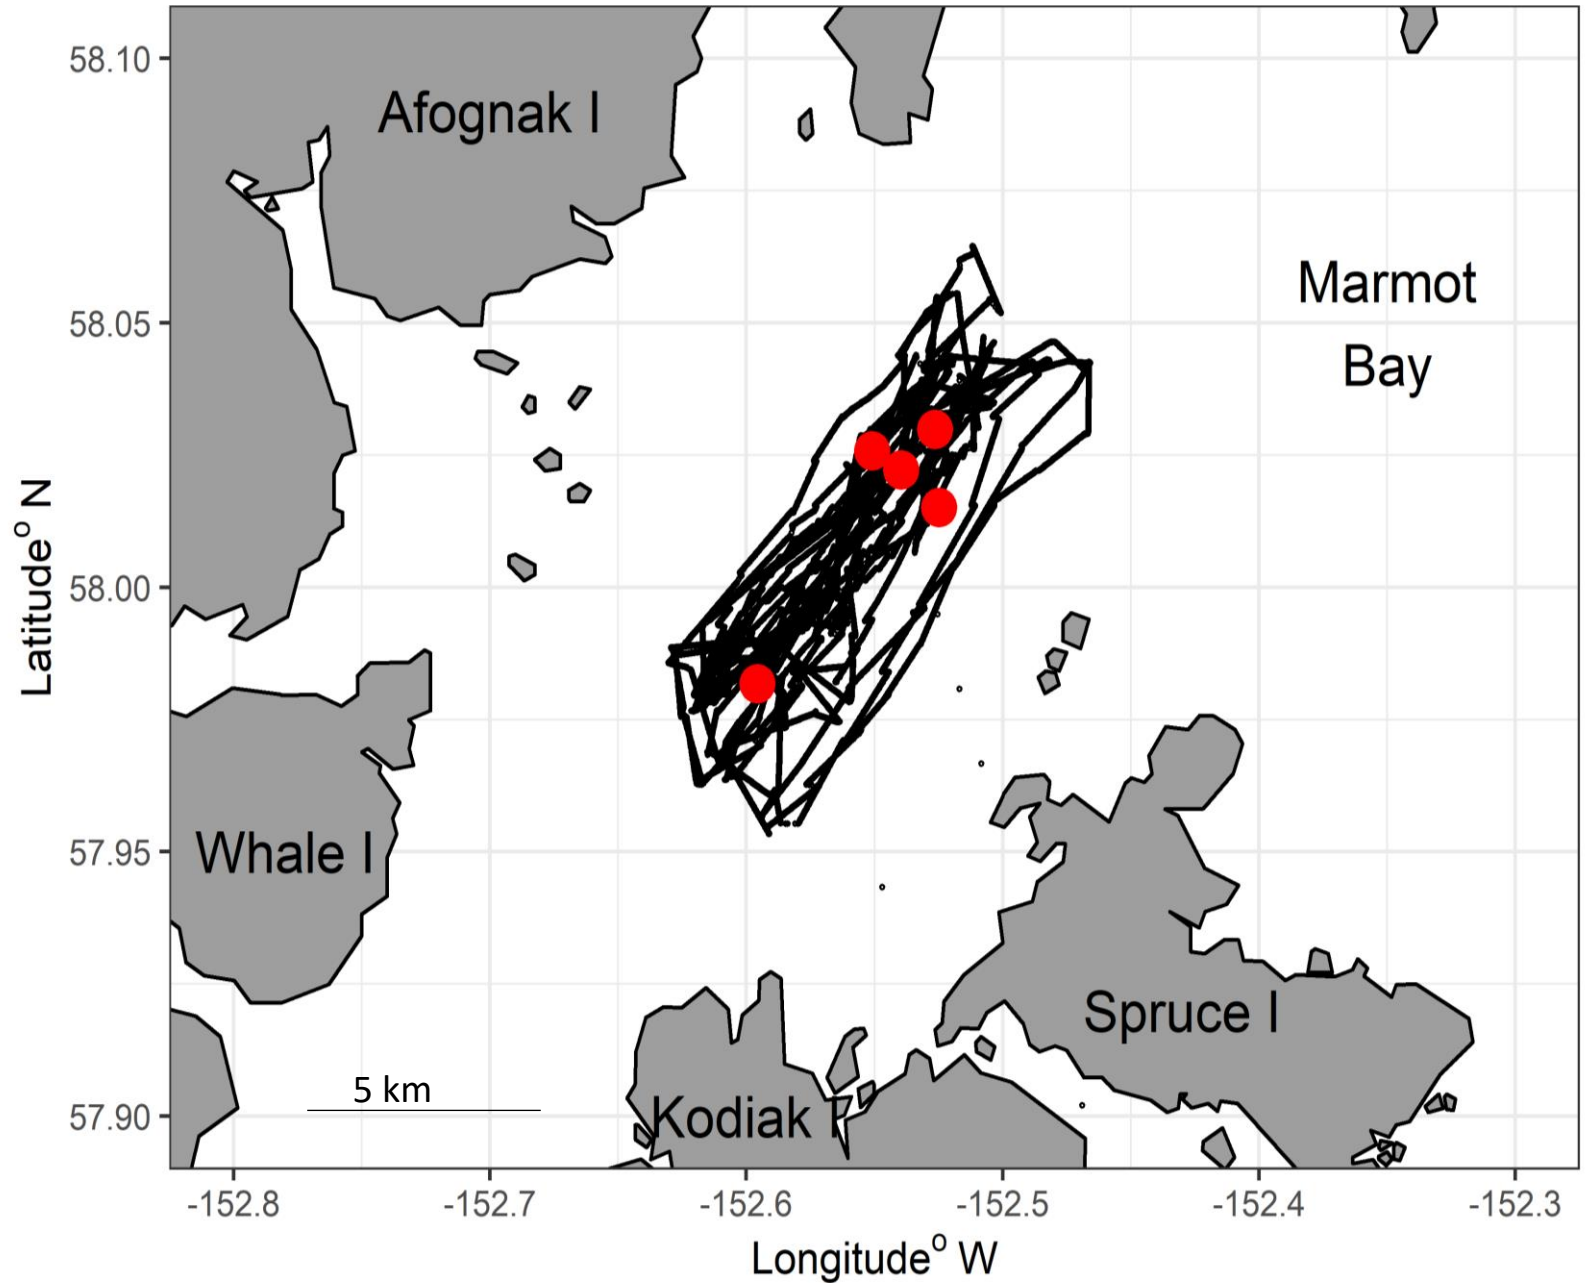 58.10
Afognak I
Marmot
Bay
58.05
58.00
57.95
Whale I
Spruce I
5 km
57.90
Kodiak I
-152.8
-152.7
-152.6
-152.5
-152.4
-152.3
Latitude° N
Longitude° W